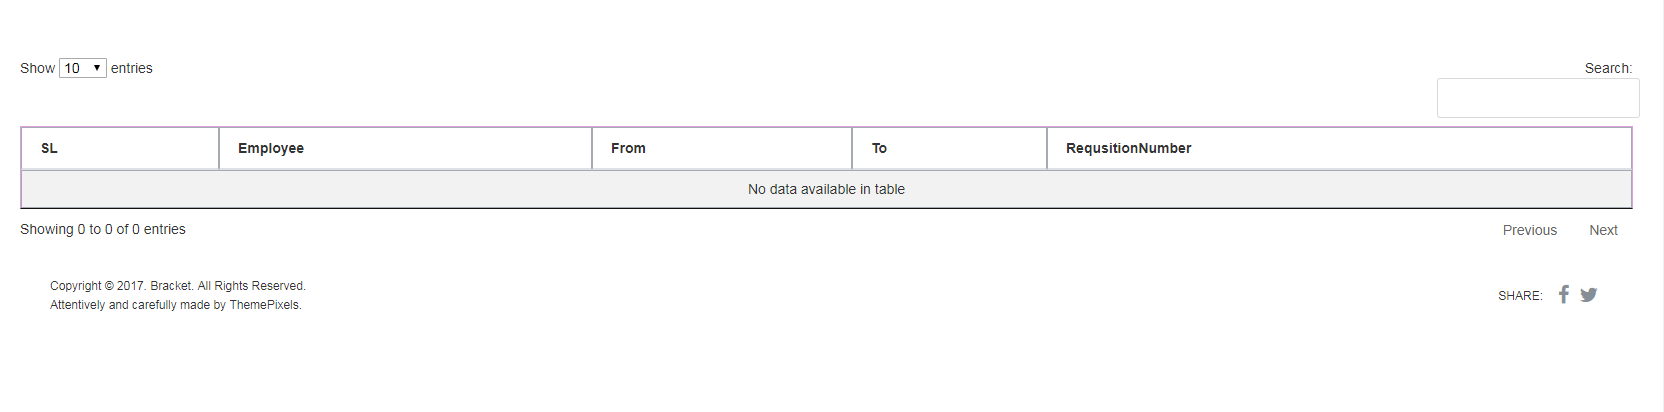 Show 10 entries
Search:
SL Employee From To RequsitionNumber
No data available in table
Showing 0 to 0 of 0 entries
Previous Next
Copyright © 2017. Bracket. All Rights Reserved.
Attentively and carefully made by ThemePixels.
SHARE: